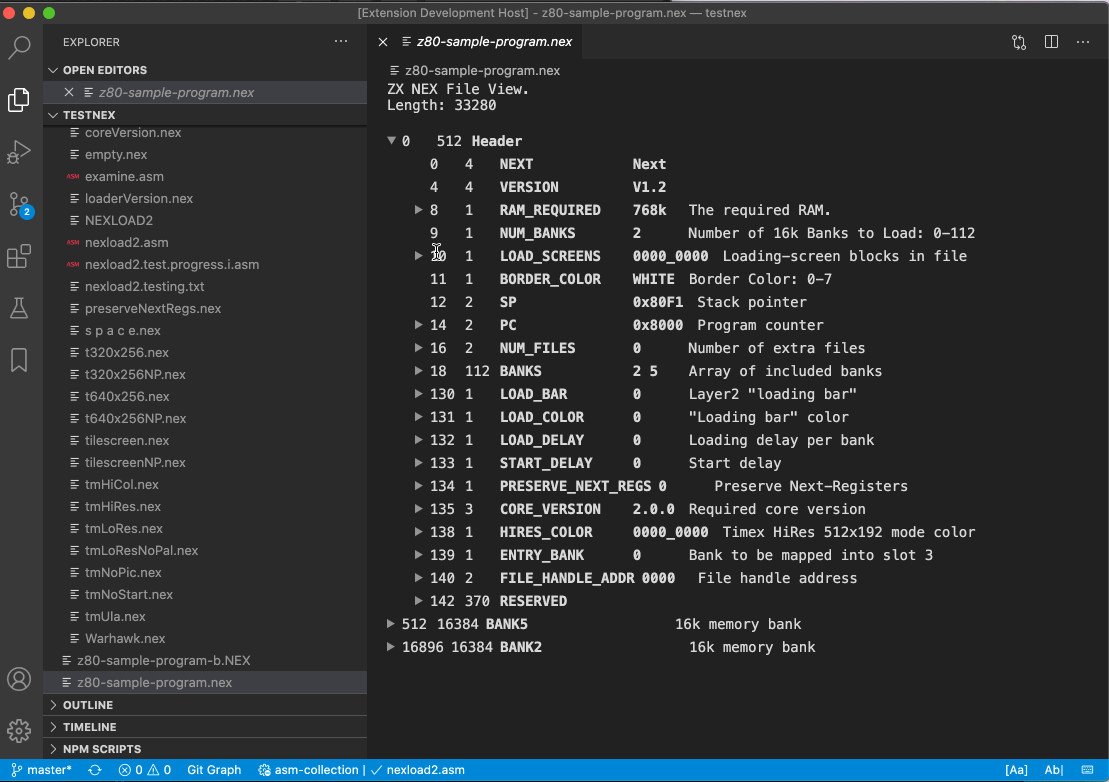 [Extension Development Host] - z80-sample-program.nex — testnex
EXPLORER
OPEN EDITORS
z80-sample-program.nex
TESTNEX
coreVersion.nex
empty.nex
ASM examine.asm
loaderVersion.nex
NEXLOAD2
ASM nexload2.asm
ASM nexload2.test.progress.i.asm
nexload2.testing.txt
preserveNextRegs.nex
s p a c e.nex
t320x256.nex
t320x256NP.nex
t640x256.nex
t640x256NP.nex
tilescreen.nex
tilescreenNP.nex
tmHiCol.nex
tmHiRes.nex
tmLoRes.nex
tmLoResNoPal.nex
tmNoPic.nex
tmNoStart.nex
tmUla.nex
Warhawk.nex
z80-sample-program-b.NEX
z80-sample-program.nex
OUTLINE
TIMELINE
NPM SCRIPTS
2
z80-sample-program.nex
z80-sample-program.nex
ZX NEX File View.
Length: 33280
0 512 Header
0 4 NEXT Next
4 4 VERSION V1.2
8 1 RAM_REQUIRED 768k The required RAM.
9 1 NUM_BANKS 2 Number of 16k Banks to Load: 0-112
10 1 LOAD_SCREENS 0000_0000 Loading-screen blocks in file
11 1 BORDER_COLOR WHITE Border Color: 0-7
12 2 SP 0x80F1 Stack pointer
14 2 PC 0x8000 Program counter
16 2 NUM_FILES 0 Number of extra files
18 112 BANKS 2 5 Array of included banks
130 1 LOAD_BAR 0 Layer2 "loading bar"
131 1 LOAD_COLOR 0 "Loading bar" color
132 1 LOAD_DELAY 0 Loading delay per bank
133 1 START_DELAY 0 Start delay
134 1 PRESERVE_NEXT_REGS 0 Preserve Next-Registers
135 3 CORE_VERSION 2.0.0 Required core version
138 1 HIRES_COLOR 0000_0000 Timex HiRes 512x192 mode color
139 1 ENTRY_BANK 0 Bank to be mapped into slot 3
140 2 FILE_HANDLE_ADDR 0000 File handle address
142 370 RESERVED
512 16384 BANK5 16k memory bank
16896 16384 BANK2 16k memory bank
master* 0 0 Git Graph asm-collection | nexload2.asm [Aa] Ab|